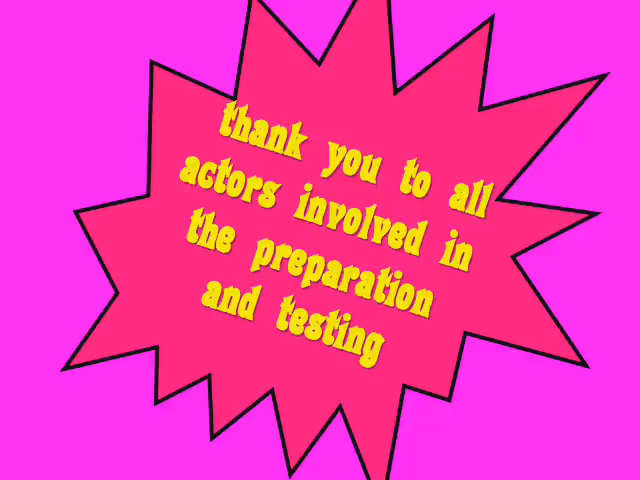 thank you to all
actors involved in
the preparation
and testing